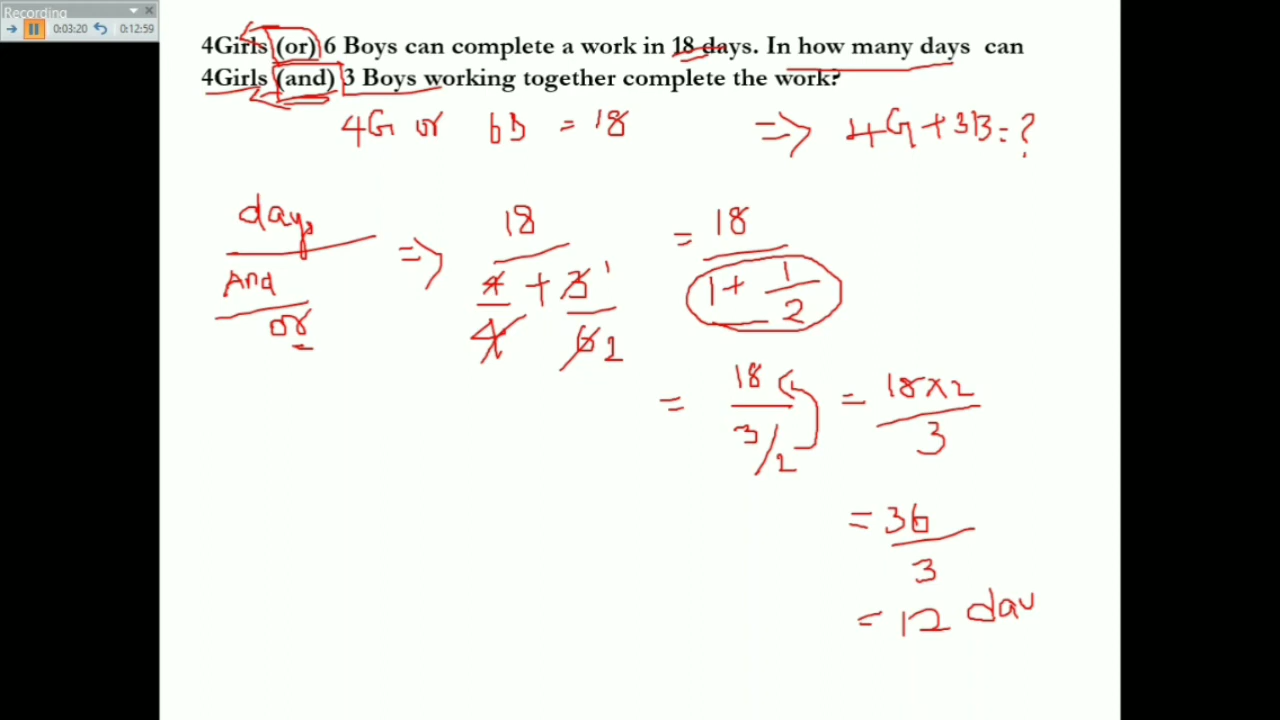 Recording
00:03:20 0:12:59
4Girls (or) 6 Boys can complete a work in 18 days. In how many days can
4Girls (and) 3 Boys working together complete the work?
4G or 6B = 18 => 4G + 3B = ?
days
And
or
=>
18
4 + 3 1
4 6 2
= 18
1 + 1
2
= 18
3/2
= 18×2
3
= 36
3
= 12 day